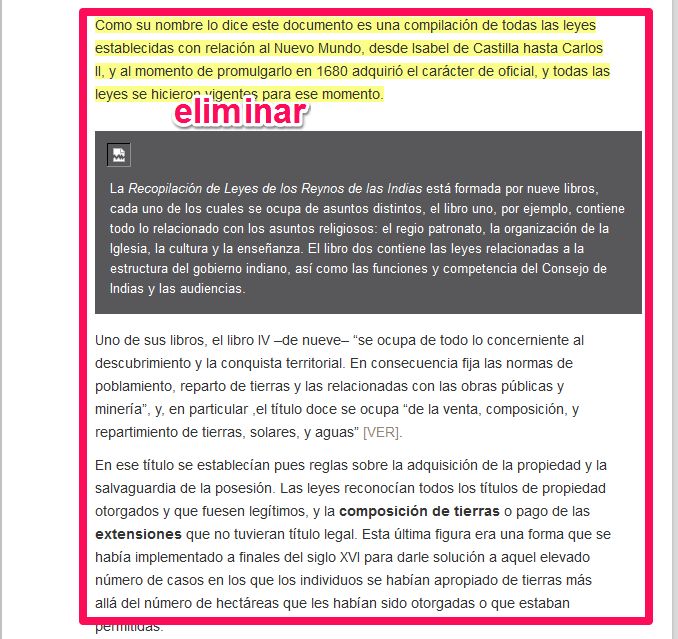 Como su nombre lo dice este documento es una compilación de todas las leyes
establecidas con relación al Nuevo Mundo, desde Isabel de Castilla hasta Carlos
II, y al momento de promulgarlo en 1680 adquirió el carácter de oficial, y todas las
leyes se hicieron vigentes para ese momento.
eliminar
La Recopilación de Leyes de los Reynos de las Indias está formada por nueve libros,
cada uno de los cuales se ocupa de asuntos distintos, el libro uno, por ejemplo, contiene
todo lo relacionado con los asuntos religiosos: el regio patronato, la organización de la
Iglesia, la cultura y la enseñanza. El libro dos contiene las leyes relacionadas a la
estructura del gobierno indiano, así como las funciones y competencia del Consejo de
Indias y las audiencias.
Uno de sus libros, el libro IV –de nueve– “se ocupa de todo lo concerniente al
descubrimiento y la conquista territorial. En consecuencia fija las normas de
poblamiento, reparto de tierras y las relacionadas con las obras públicas y
minería”, y, en particular ,el título doce se ocupa “de la venta, composición, y
repartimiento de tierras, solares, y aguas” [VER].
En ese título se establecían pues reglas sobre la adquisición de la propiedad y la
salvaguardia de la posesión. Las leyes reconocían todos los títulos de propiedad
otorgados y que fuesen legítimos, y la composición de tierras o pago de las
extensiones que no tuvieran título legal. Esta última figura era una forma que se
había implementado a finales del siglo XVI para darle solución a aquel elevado
número de casos en los que los individuos se habían apropiado de tierras más
allá del número de hectáreas que les habían sido otorgadas o que estaban
permitidas.